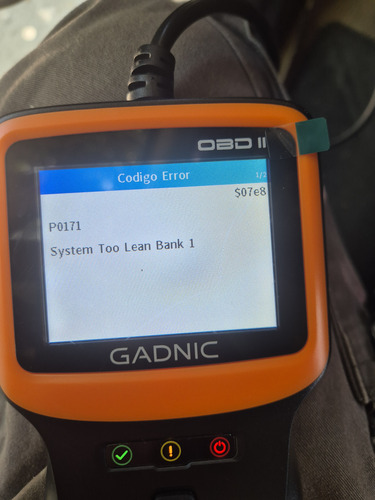 OBD II
Codigo Error 1/2
$07e8
P0171
System Too Lean Bank 1
GADNIC